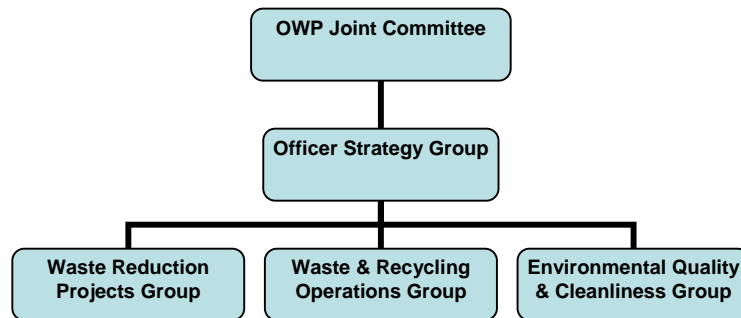 OWP Joint Committee
Officer Strategy Group
Waste Reduction
Projects Group
Waste & Recycling
Operations Group
Environmental Quality
& Cleanliness Group